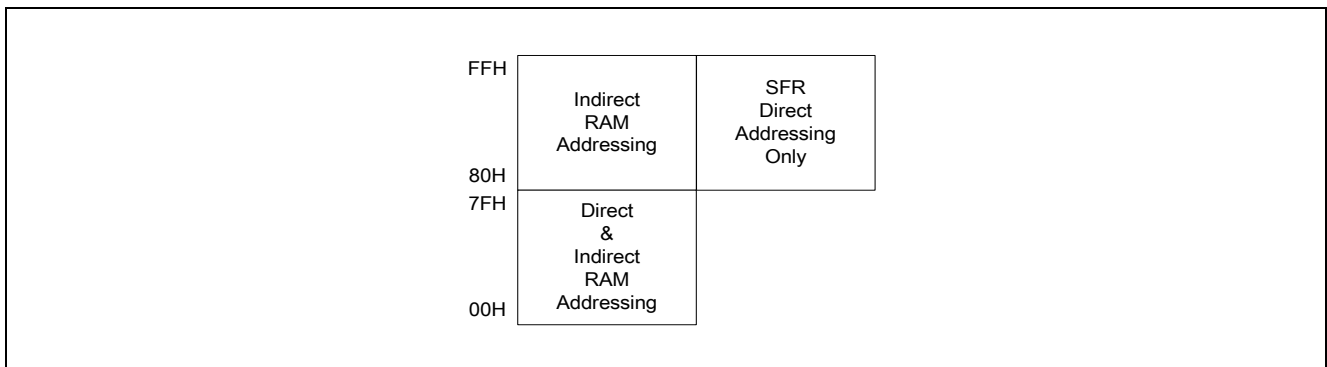 FFH
Indirect
RAM
Addressing
SFR
Direct
Addressing
Only
80H
7FH
Direct
&
Indirect
RAM
Addressing
00H